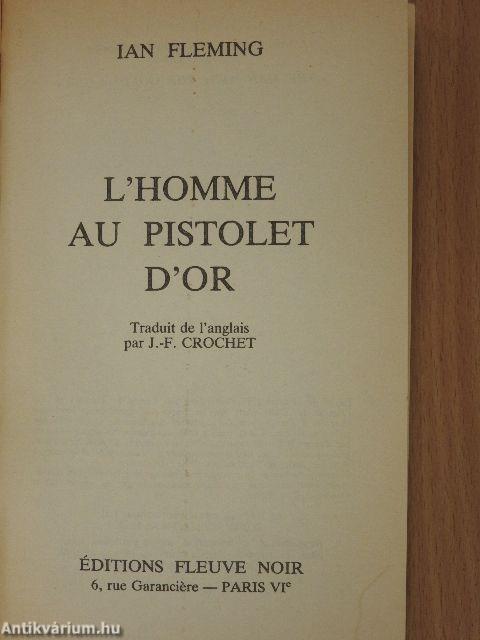 IAN FLEMING
L'HOMME
AU PISTOLET
D'OR
Traduit de l'anglais
par J.-F. CROCHET
ÉDITIONS FLEUVE NOIR
6, rue Garancière — PARIS VIe
Antikvárium.hu